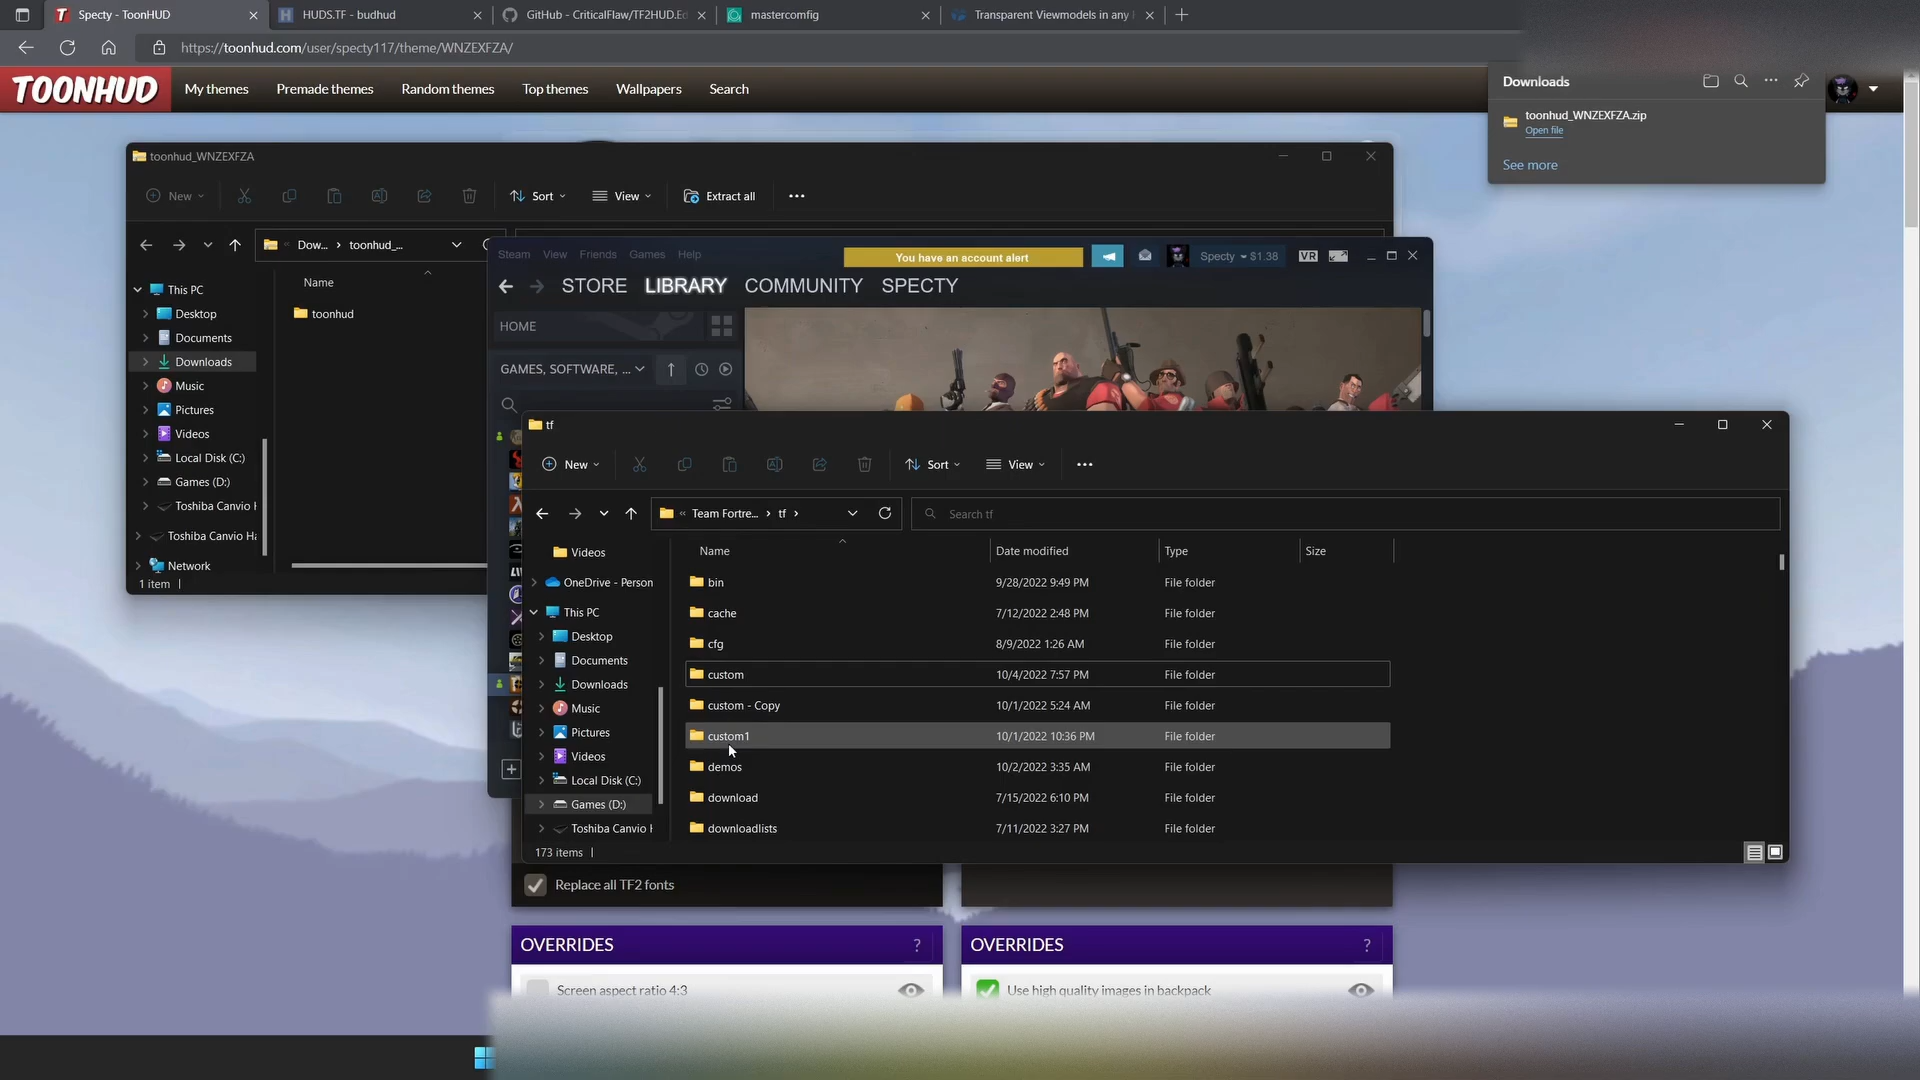 Specty - ToonHUD
HUDS.TF - budhud
GitHub - CriticalFlaw/TF2HUD.Ed
mastercomfig
Transparent Viewmodels in any
https://toonhud.com/user/specty117/theme/WNZEXFZA/
TOONHUD
My themes
Premade themes
Random themes
Top themes
Wallpapers
Search
Downloads
toonhud_WNZEXFZA.zip
Open file
See more
toonhud_WNZEXFZA
New
Sort
View
Extract all
Dow...
toonhud_...
Name
This PC
Desktop
Documents
Downloads
Music
Pictures
Videos
Local Disk (C:)
Games (D:)
Toshiba Canvio H
Toshiba Canvio Ha
Network
toonhud
1 item
Steam View Friends Games Help
You have an account alert
Specty
$1.38
VR
STORE LIBRARY COMMUNITY SPECTY
HOME
GAMES, SOFTWARE, ...
tf
New
Sort
View
Team Fortre...
tf
Search tf
Videos
OneDrive - Person
This PC
Desktop
Documents
Downloads
Music
Pictures
Videos
Local Disk (C:)
Games (D:)
Toshiba Canvio H
Name Date modified Type Size
bin 9/28/2022 9:49 PM File folder
cache 7/12/2022 2:48 PM File folder
cfg 8/9/2022 1:26 AM File folder
custom 10/4/2022 7:57 PM File folder
custom - Copy 10/1/2022 5:24 AM File folder
custom1 10/1/2022 10:36 PM File folder
demos 10/2/2022 3:35 AM File folder
download 7/15/2022 6:10 PM File folder
downloadlists 7/11/2022 3:27 PM File folder
173 items
Replace all TF2 fonts
OVERRIDES ?
OVERRIDES ?
Screen aspect ratio 4:3
Use high quality images in backpack